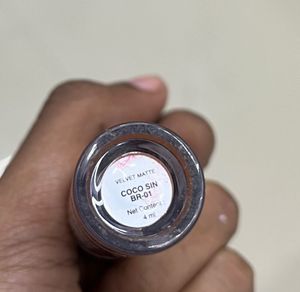 VELVET MATTE
COCO SIN
BR-01
Net Content
4 ml